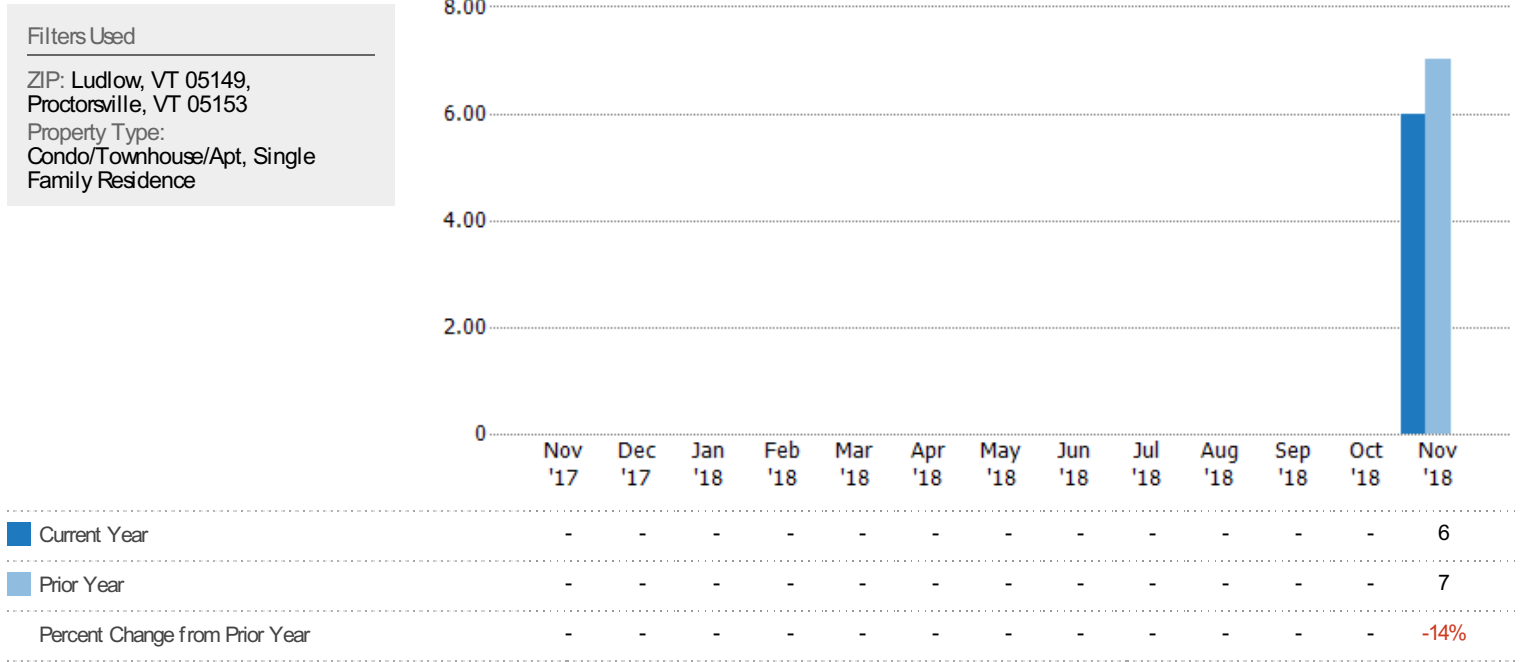 Filters Used
ZIP: Ludlow, VT 05149,
Proctorsville, VT 05153
Property Type:
Condo/Townhouse/Apt, Single
Family Residence
8.00
6.00
4.00
2.00
0
Nov Dec Jan Feb Mar Apr May Jun Jul Aug Sep Oct Nov
'17 '17 '18 '18 '18 '18 '18 '18 '18 '18 '18 '18 '18
Current Year - - - - - - - - - - - - 6
Prior Year - - - - - - - - - - - - 7
Percent Change from Prior Year - - - - - - - - - - - - -14%